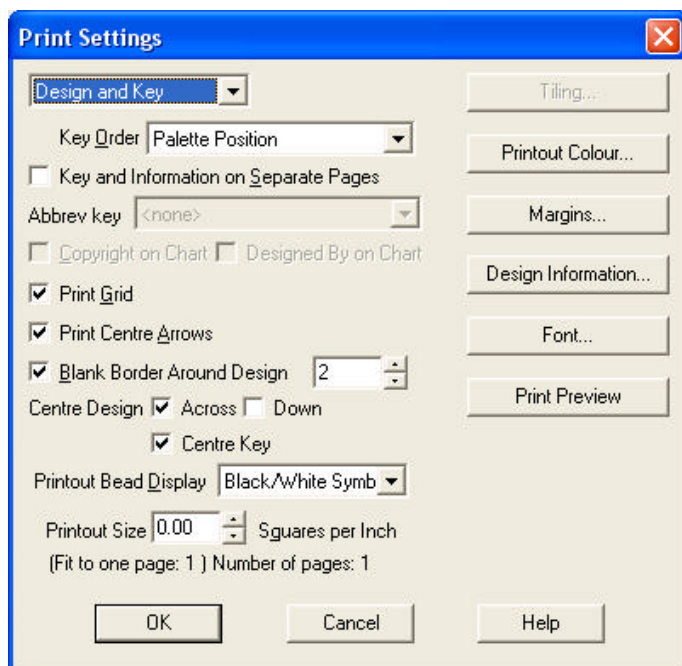 Print Settings
Design and Key
Tiling...
Key Order Palette Position
Printout Colour...
Key and Information on Separate Pages
Abbrev key <none>
Margins...
Copyright on Chart Designed By on Chart
Design Information...
Print Grid
Print Centre Arrows
Font...
Blank Border Around Design 2
Print Preview
Centre Design Across Down
Centre Key
Printout Bead Display Black/White Symb
Printout Size 0.00 Squares per Inch
(Fit to one page: 1 ) Number of pages: 1
OK Cancel Help